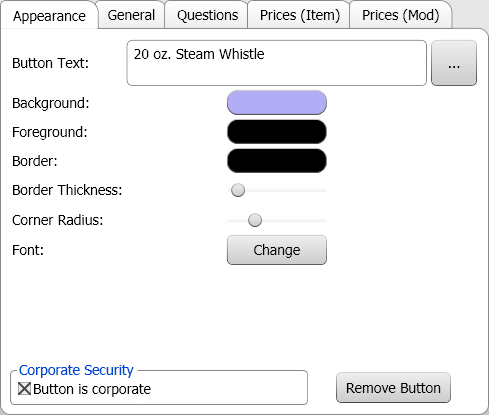 Appearance General Questions Prices (Item) Prices (Mod)
Button Text: 20 oz. Steam Whistle ...
Background:
Foreground:
Border:
Border Thickness:
Corner Radius:
Font: Change
Corporate Security
Button is corporate Remove Button